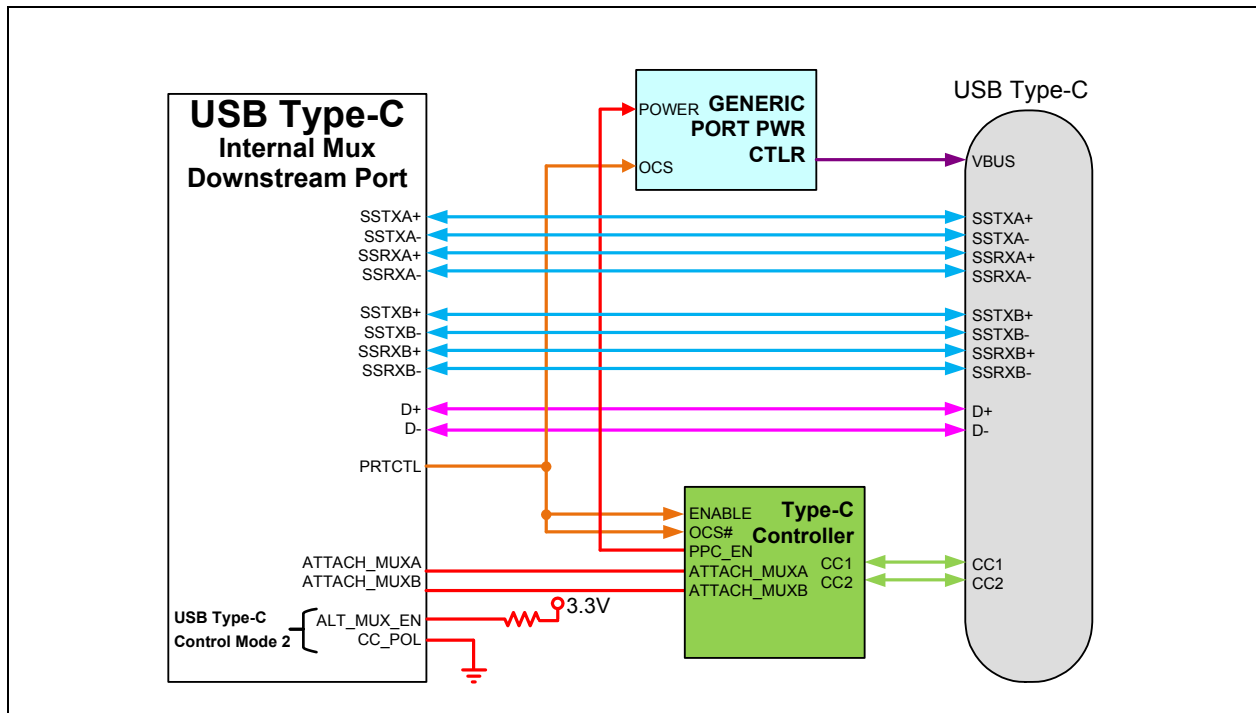 USB Type-C
Internal Mux
Downstream Port
SSTXA+
SSTXA-
SSRXA+
SSRXA-
SSTXB+
SSTXB-
SSRXB+
SSRXB-
D+
D-
PRTCTL
ATTACH_MUXA
ATTACH_MUXB
USB Type-C
Control Mode 2
ALT_MUX_EN
CC_POL
3.3V
POWER
OCS
GENERIC
PORT PWR
CTLR
ENABLE
OCS#
PPC_EN
ATTACH_MUXA
ATTACH_MUXB
Type-C
Controller
CC1
CC2
USB Type-C
VBUS
SSTXA+
SSTXA-
SSRXA+
SSRXA-
SSTXB+
SSTXB-
SSRXB+
SSRXB-
D+
D-
CC1
CC2